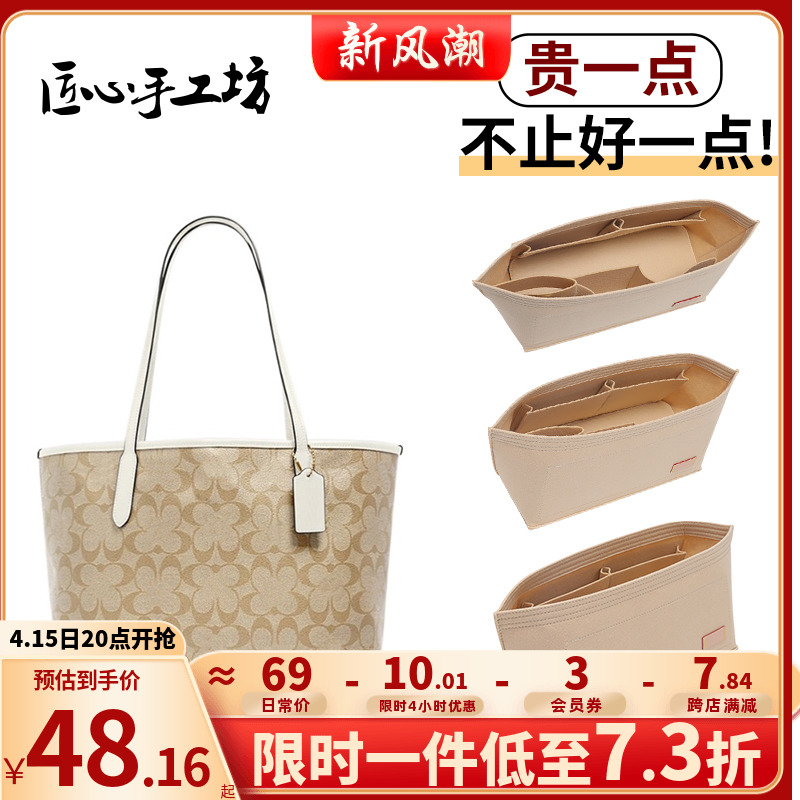 新风潮
匠心手工坊
贵一点
不止好一点!
4.15日20点开抢
预估到手价
¥48.16起
≈ 69 - 10.01 - 3 - 7.84
日常价 限时4小时优惠 会员券 跨店满减
限时一件低至7.3折